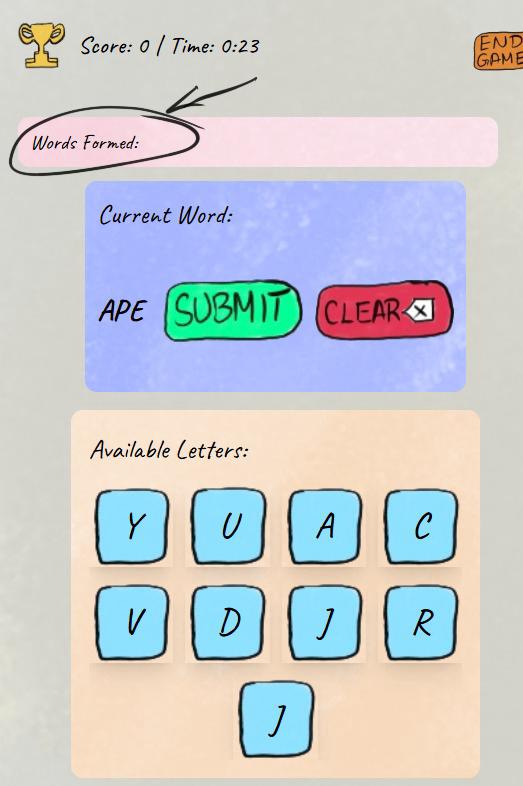 Score: 0 / Time: 0:23
END GAME
Words Formed:
Current Word:
APE SUBMIT CLEAR X
Available Letters:
Y U A C
V D J R
J